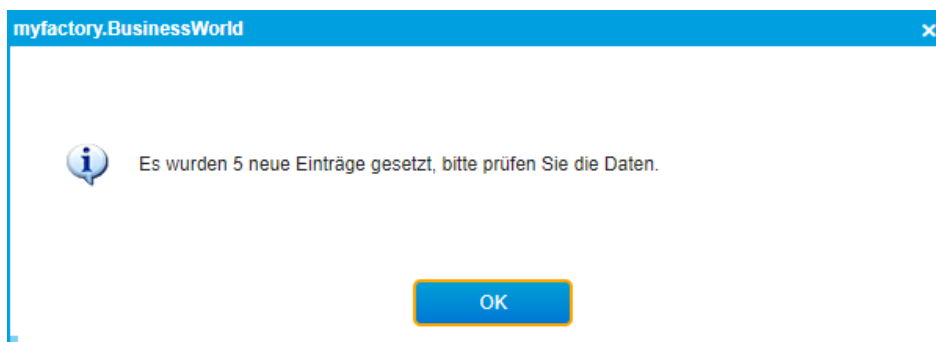 myfactory.BusinessWorld
Es wurden 5 neue Einträge gesetzt, bitte prüfen Sie die Daten.
OK